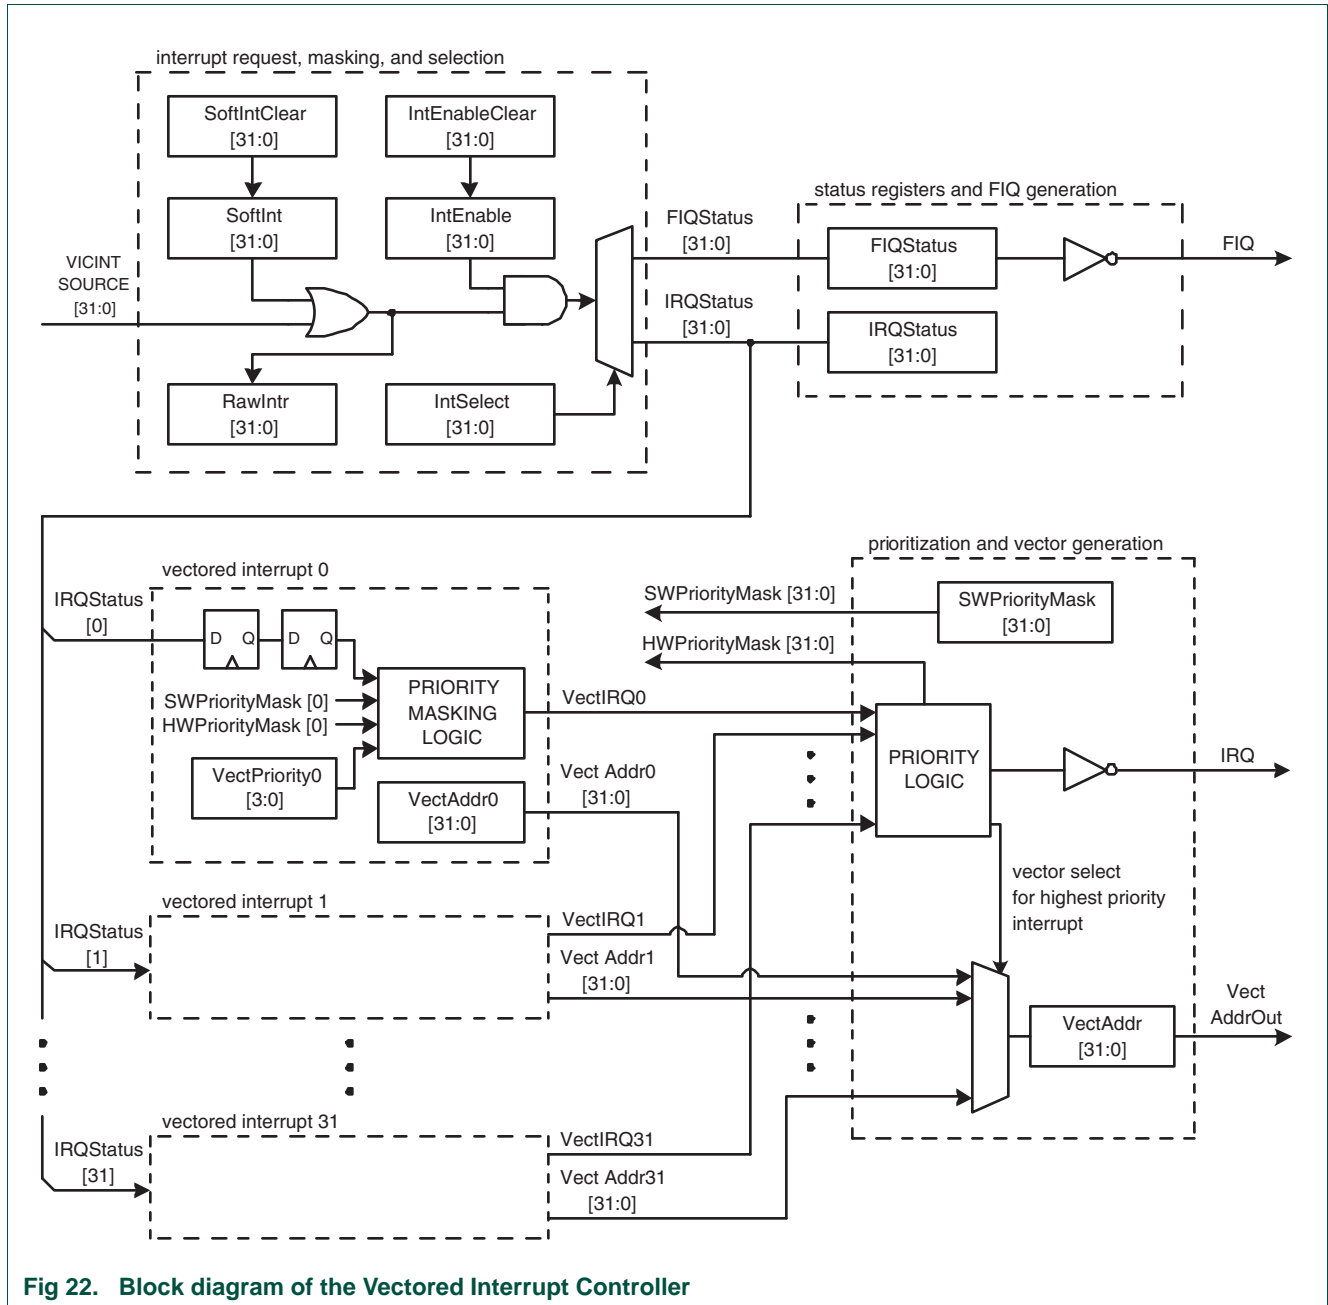 interrupt request, masking, and selection
SoftIntClear
[31:0]
IntEnableClear
[31:0]
SoftInt
[31:0]
IntEnable
[31:0]
VICINT
SOURCE
[31:0]
RawIntr
[31:0]
IntSelect
[31:0]
FIQStatus
[31:0]
IRQStatus
[31:0]
status registers and FIQ generation
FIQStatus
[31:0]
FIQ
IRQStatus
[31:0]
vectored interrupt 0
IRQStatus
[0]
D Q
D Q
SWPriorityMask [0]
HWPriorityMask [0]
PRIORITY
MASKING
LOGIC
VectPriority0
[3:0]
VectAddr0
[31:0]
VectIRQ0
Vect Addr0
[31:0]
prioritization and vector generation
SWPriorityMask [31:0]
SWPriorityMask
[31:0]
HWPriorityMask [31:0]
PRIORITY
LOGIC
IRQ
vector select
for highest priority
interrupt
vectored interrupt 1
IRQStatus
[1]
VectIRQ1
Vect Addr1
[31:0]
VectAddr
[31:0]
Vect
AddrOut
vectored interrupt 31
IRQStatus
[31]
VectIRQ31
Vect Addr31
[31:0]
Fig 22. Block diagram of the Vectored Interrupt Controller